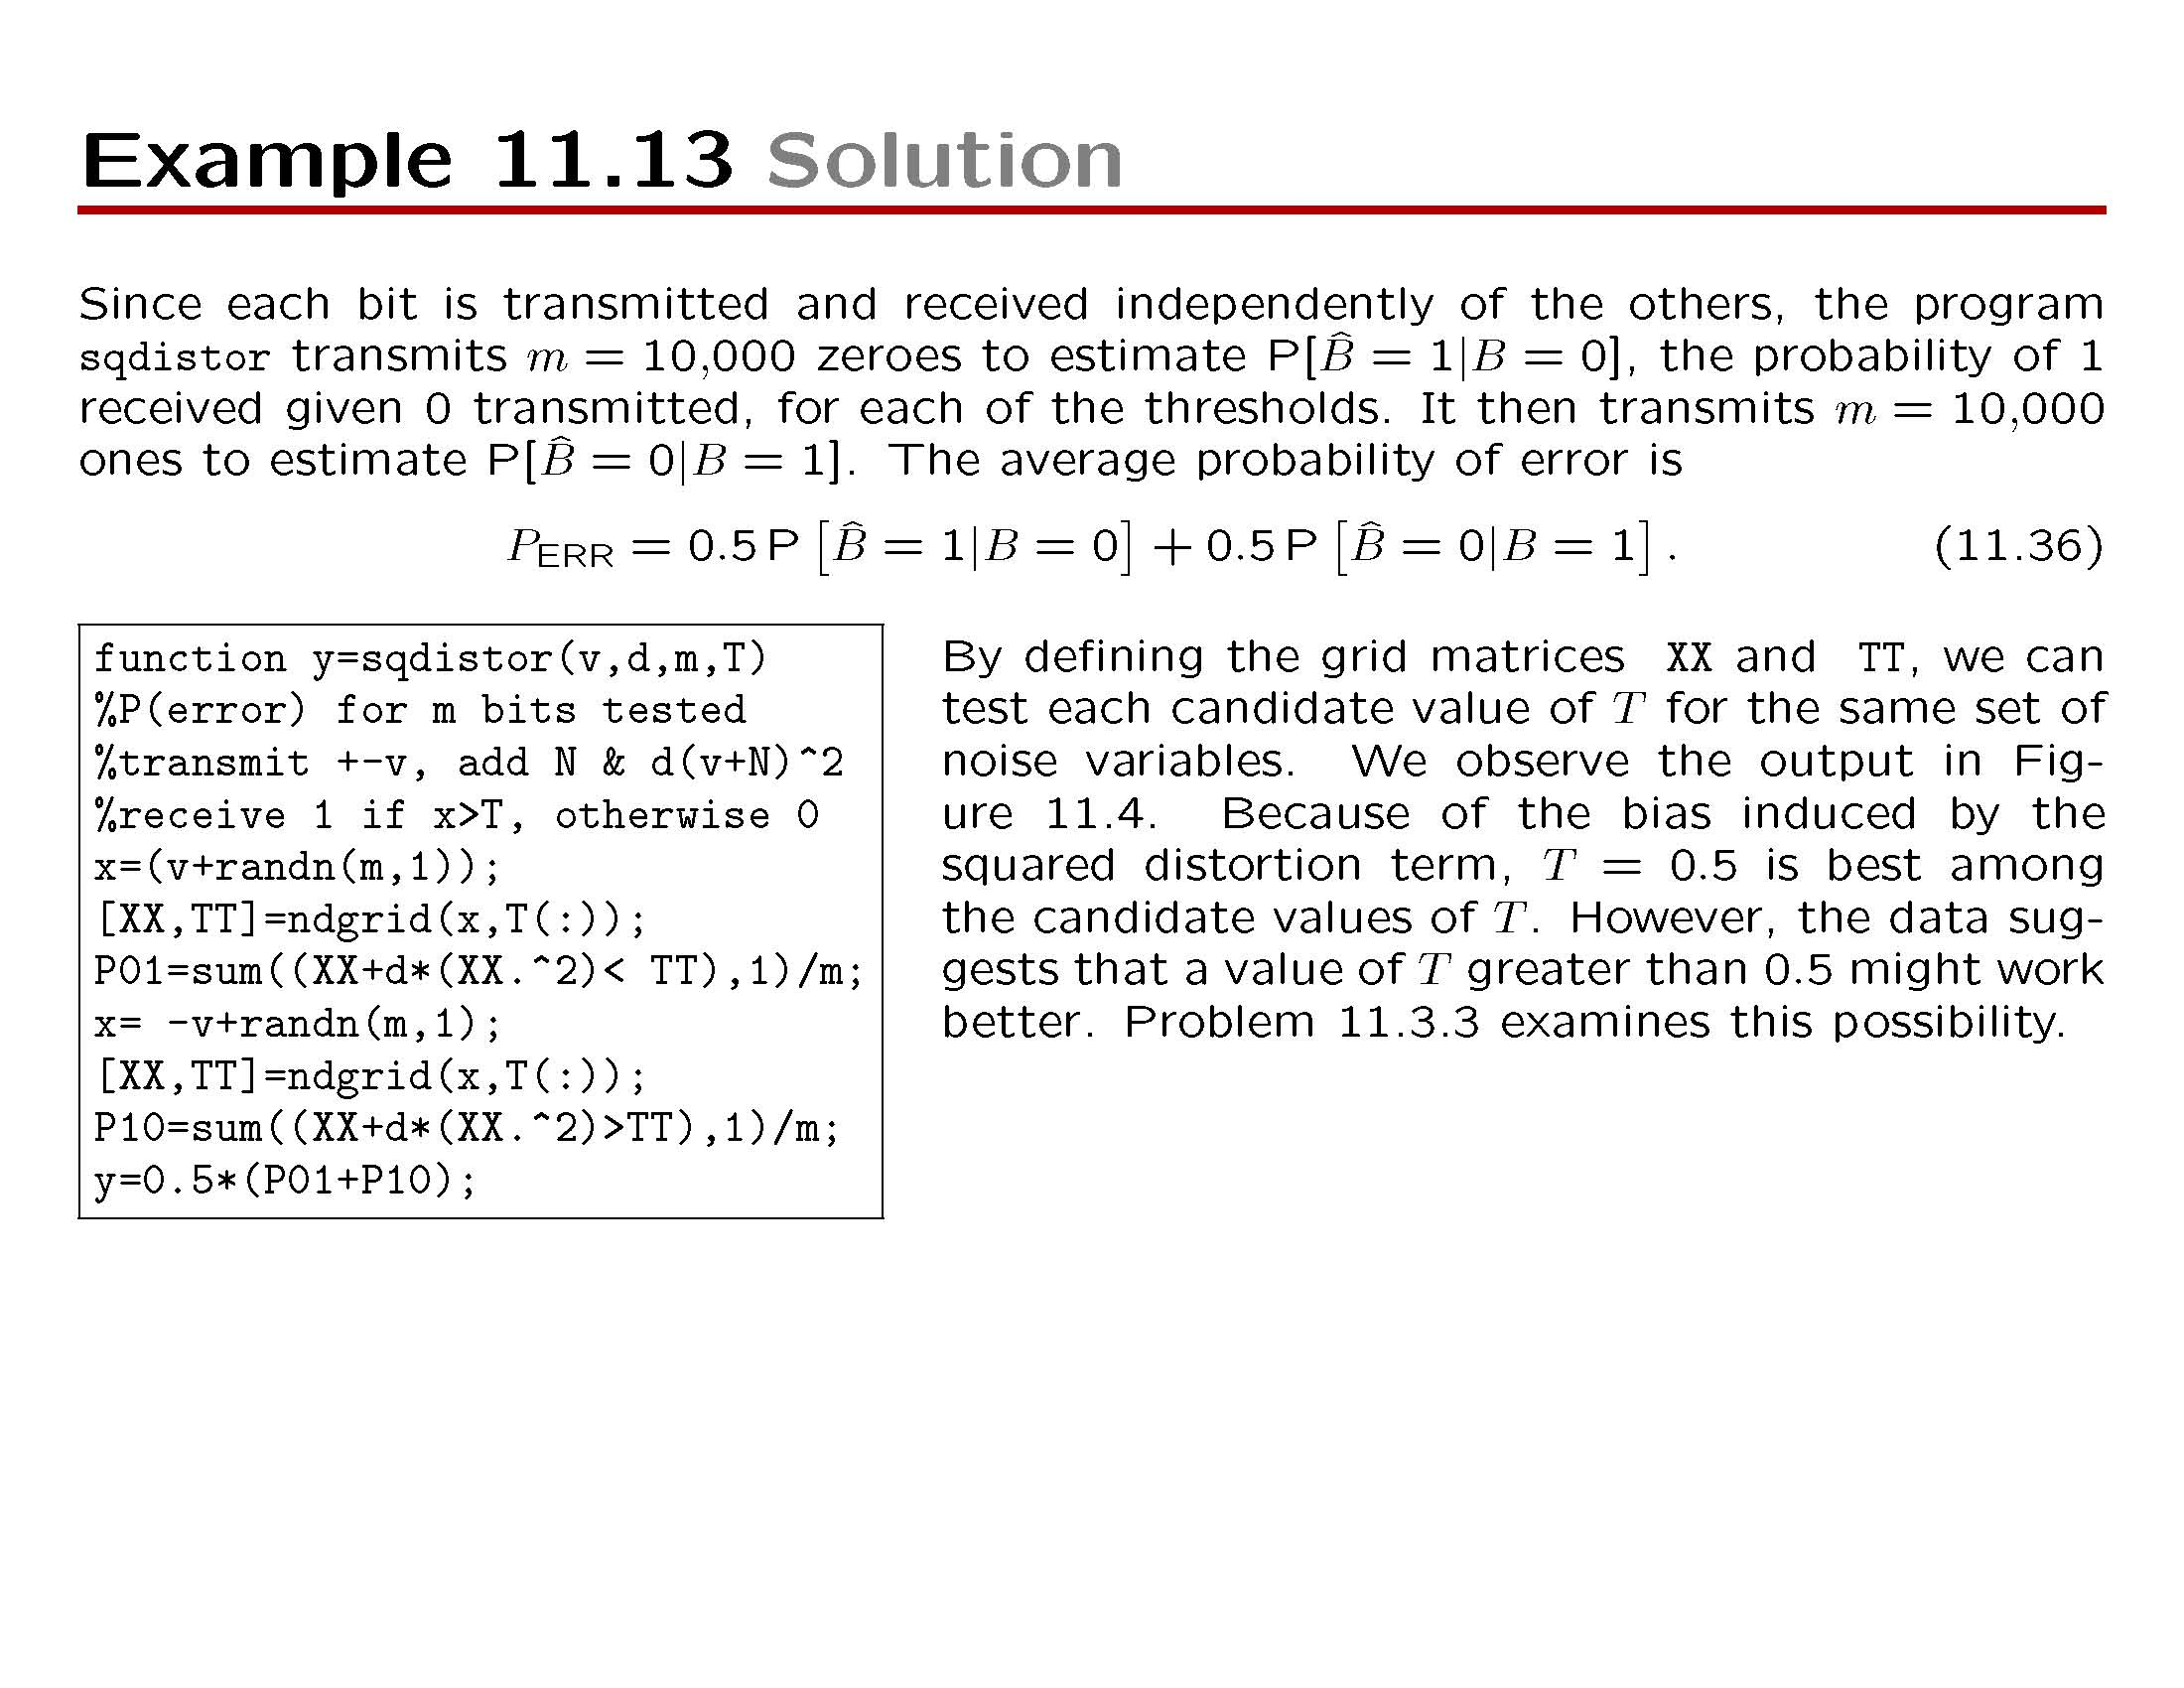 Example 11.13 Solution
Since each bit is transmitted and received independently of the others, the program
sqdistor transmits m = 10,000 zeroes to estimate P[B̂ = 1|B = 0], the probability of 1
received given 0 transmitted, for each of the thresholds. It then transmits m = 10,000
ones to estimate P[B̂ = 0|B = 1]. The average probability of error is
P_ERR = 0.5 P [B̂ = 1|B = 0] + 0.5 P [B̂ = 0|B = 1] . (11.36)
function y=sqdistor(v,d,m,T)
%P(error) for m bits tested
%transmit +-v, add N & d(v+N)^2
%receive 1 if x>T, otherwise 0
x=(v+randn(m,1));
[XX,TT]=ndgrid(x,T(:));
P01=sum((XX+d*(XX.^2)< TT),1)/m;
x= -v+randn(m,1);
[XX,TT]=ndgrid(x,T(:));
P10=sum((XX+d*(XX.^2)>TT),1)/m;
y=0.5*(P01+P10);
By defining the grid matrices XX and TT, we can
test each candidate value of T for the same set of
noise variables. We observe the output in Fig-
ure 11.4. Because of the bias induced by the
squared distortion term, T = 0.5 is best among
the candidate values of T. However, the data sug-
gests that a value of T greater than 0.5 might work
better. Problem 11.3.3 examines this possibility.